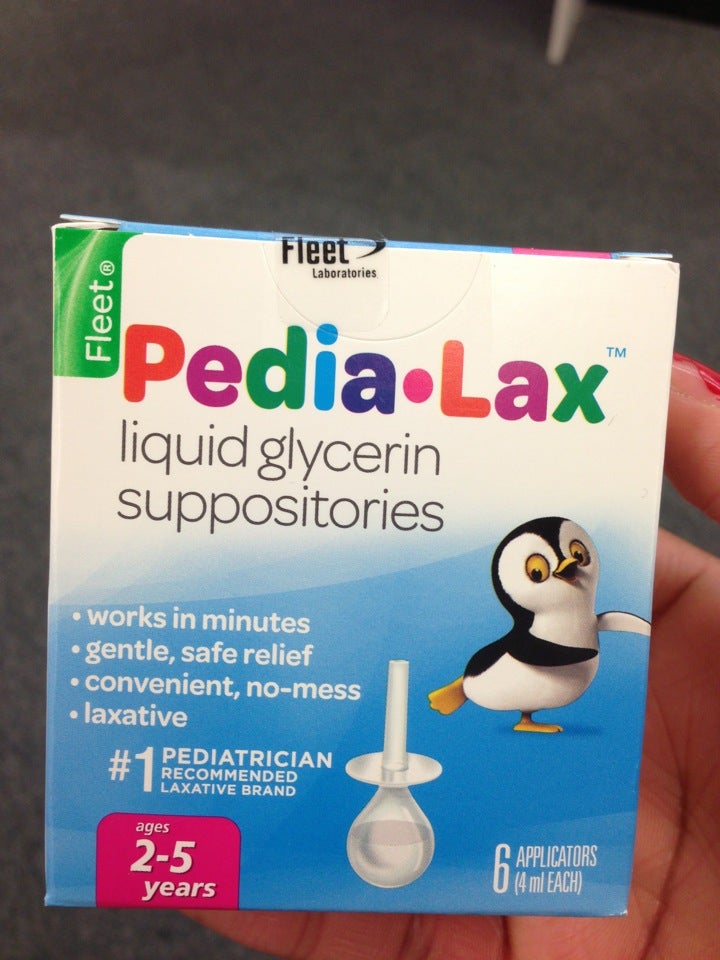 Fleet
Laboratories
Fleet®
Pedia•Lax™
liquid glycerin
suppositories
• works in minutes
• gentle, safe relief
• convenient, no-mess
• laxative
#1 PEDIATRICIAN
RECOMMENDED
LAXATIVE BRAND
ages
2-5
years
6 APPLICATORS
(4 ml EACH)